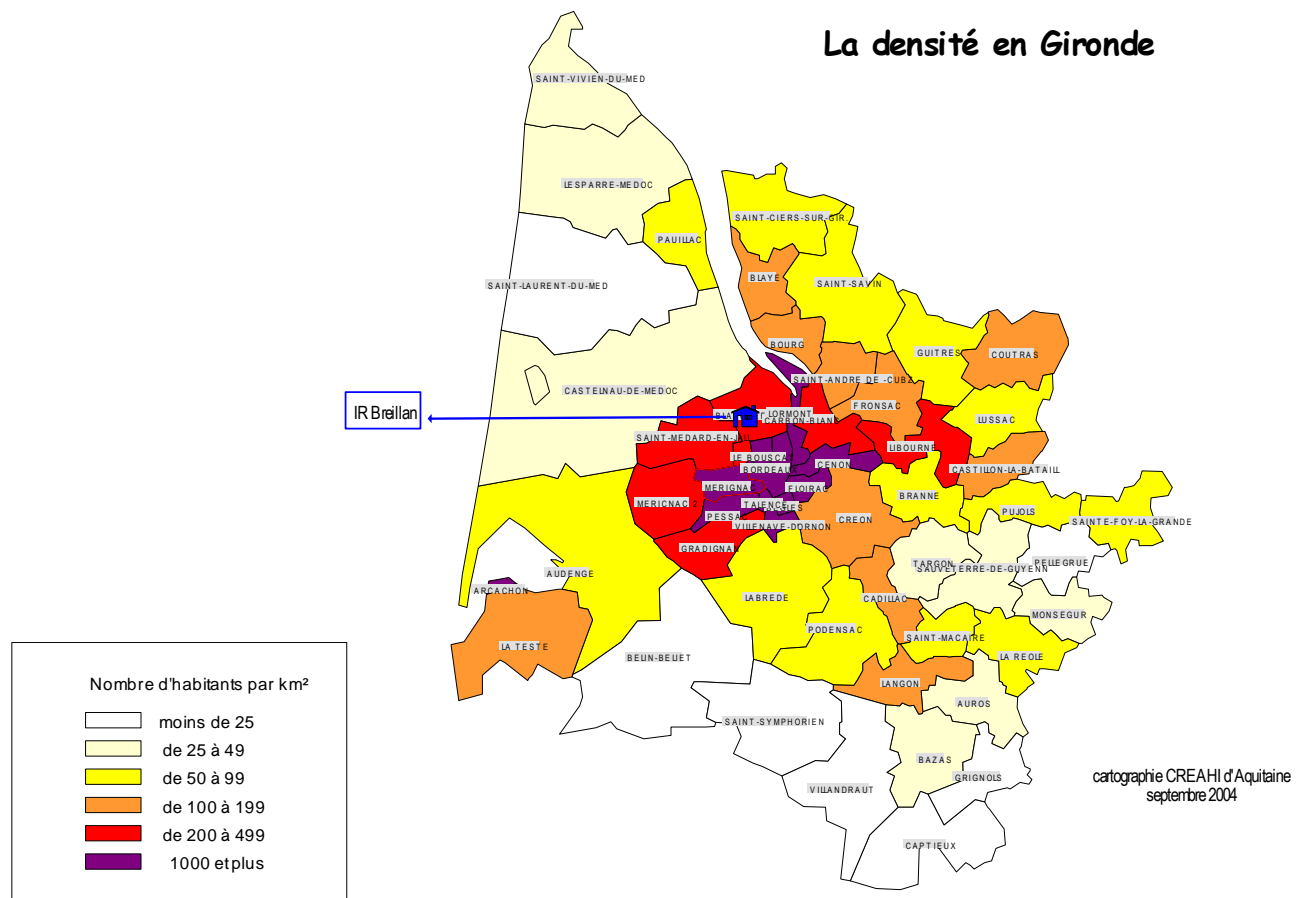 La densité en Gironde
SAINT-VIVIEN-DU-MED
LESPARRE-MEDOC
PAUILLAC
SAINT-CIERS-SUR-GIR.
SAINT-LAURENT-DU-MED
BLAYE
SAINT-SAVIN
BOURG
GUITRES
COUTRAS
CASTELNAU-DE-MEDOC
SAINT-ANDRE DE -CUBZ
IR Breillan
FRONSAC
LORMONT
CARBON-BLANC
LUSSAC
SAINT-MEDARD-EN-JAL
LIBOURNE
LE BOUSCAT
BORDEAUX
CENON
CASTILLON-LA-BATAILL
MERIGNAC
FLOIRAC
BRANNE
MERIGNAC 2
TALENCE
PESSAC
VILLENAVE-D'ORNON
CREON
PUJOLS
SAINTE-FOY-LA-GRANDE
GRADIGNAN
TARGON
SAUVETERRE-DE-GUYENN
PELLEGRUE
AUDENGE
ARCACHON
LABREDE
CADILLAC
MONSEGUR
PODENSAC
SAINT-MACAIRE
LA TESTE
BELIN-BELIET
LA REOLE
LANGON
AUROS
SAINT-SYMPHORIEN
BAZAS
GRIGNOLS
VILLANDRAUT
CAPTIEUX
Nombre d'habitants par km²
moins de 25
de 25 à 49
de 50 à 99
de 100 à 199
de 200 à 499
1000 et plus
cartographie CREAHI d'Aquitaine
septembre 2004